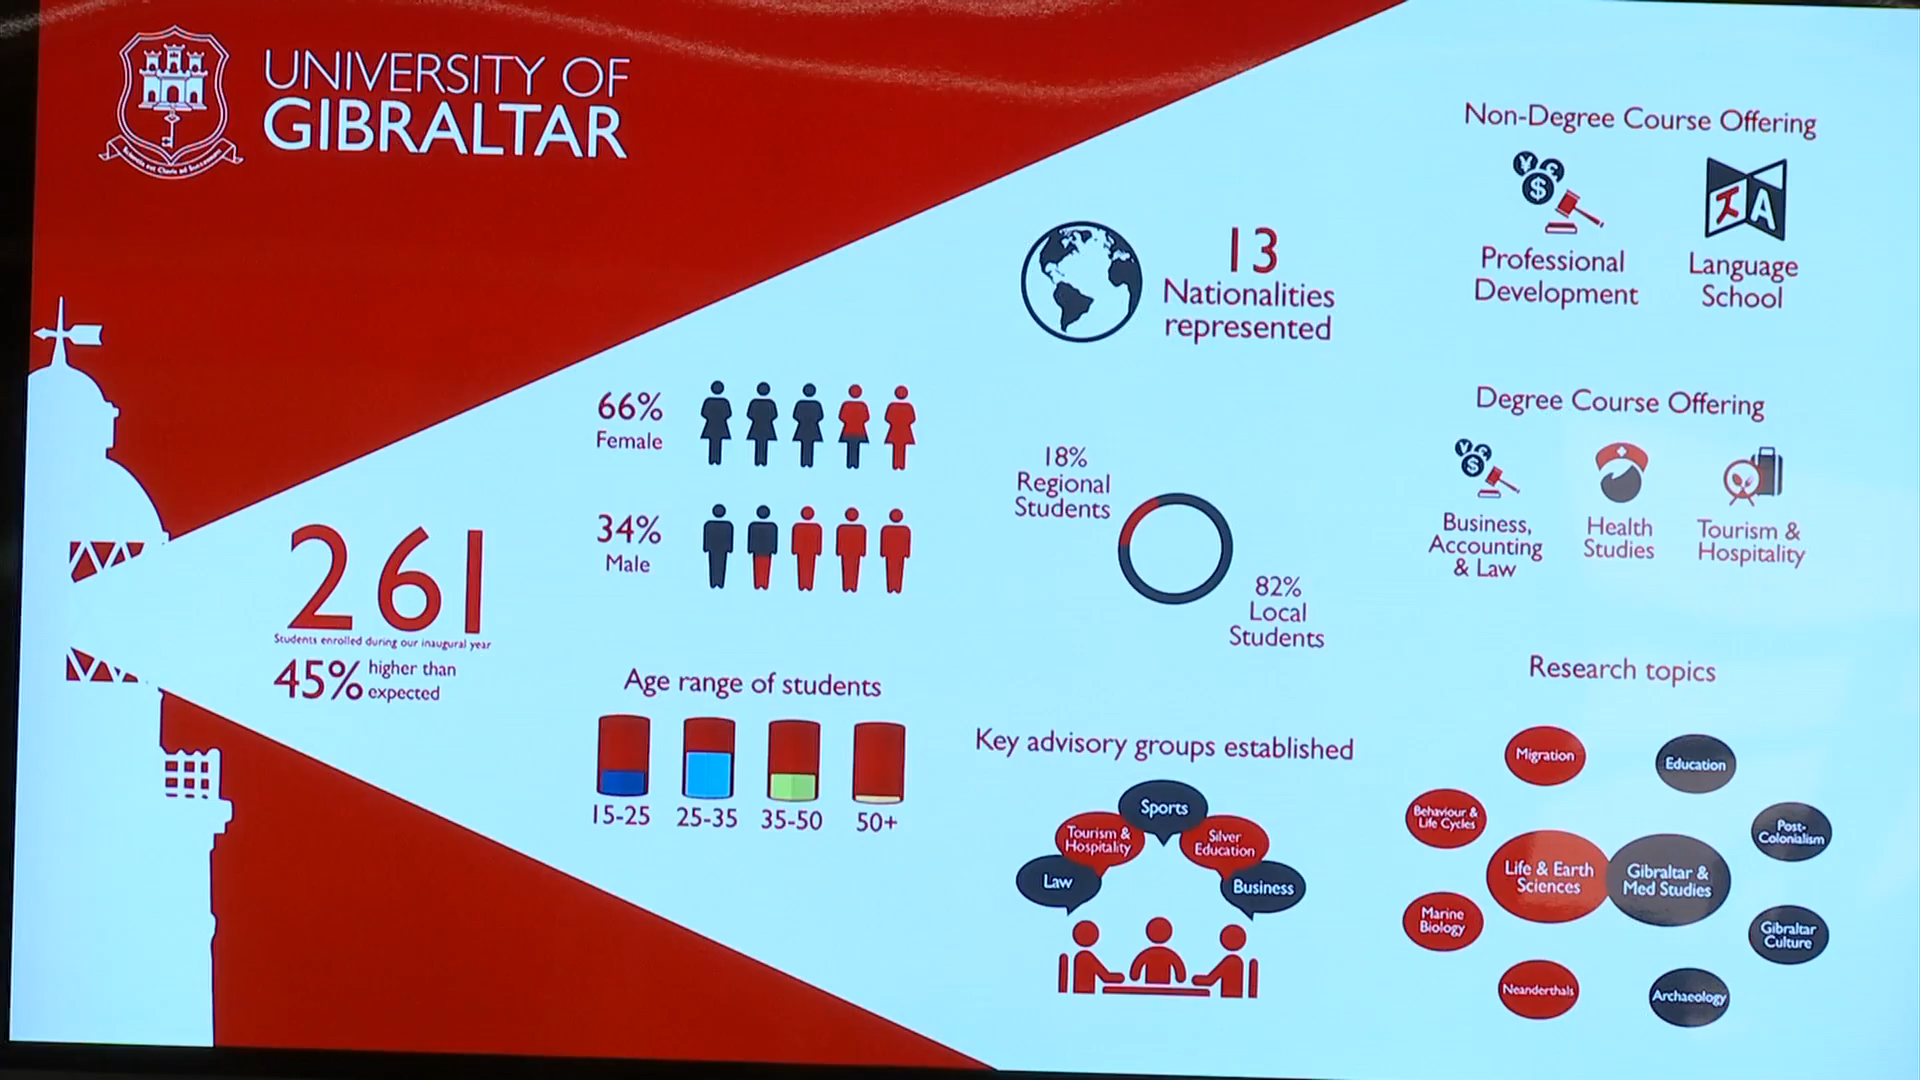 UNIVERSITY OF
GIBRALTAR
261
Students enrolled during our inaugural year
45% higher than
expected
66%
Female
34%
Male
Age range of students
15-25
25-35
35-50
50+
13
Nationalities
represented
18%
Regional
Students
82%
Local
Students
Key advisory groups established
Sports
Tourism &
Hospitality
Silver
Education
Law
Business
Non-Degree Course Offering
Professional
Development
Language
School
Degree Course Offering
Business,
Accounting
& Law
Health
Studies
Tourism &
Hospitality
Research topics
Migration
Education
Behaviour &
Life Cycles
Post-
Colonialism
Life & Earth
Sciences
Gibraltar &
Med Studies
Marine
Biology
Gibraltar
Culture
Neanderthals
Archaeology